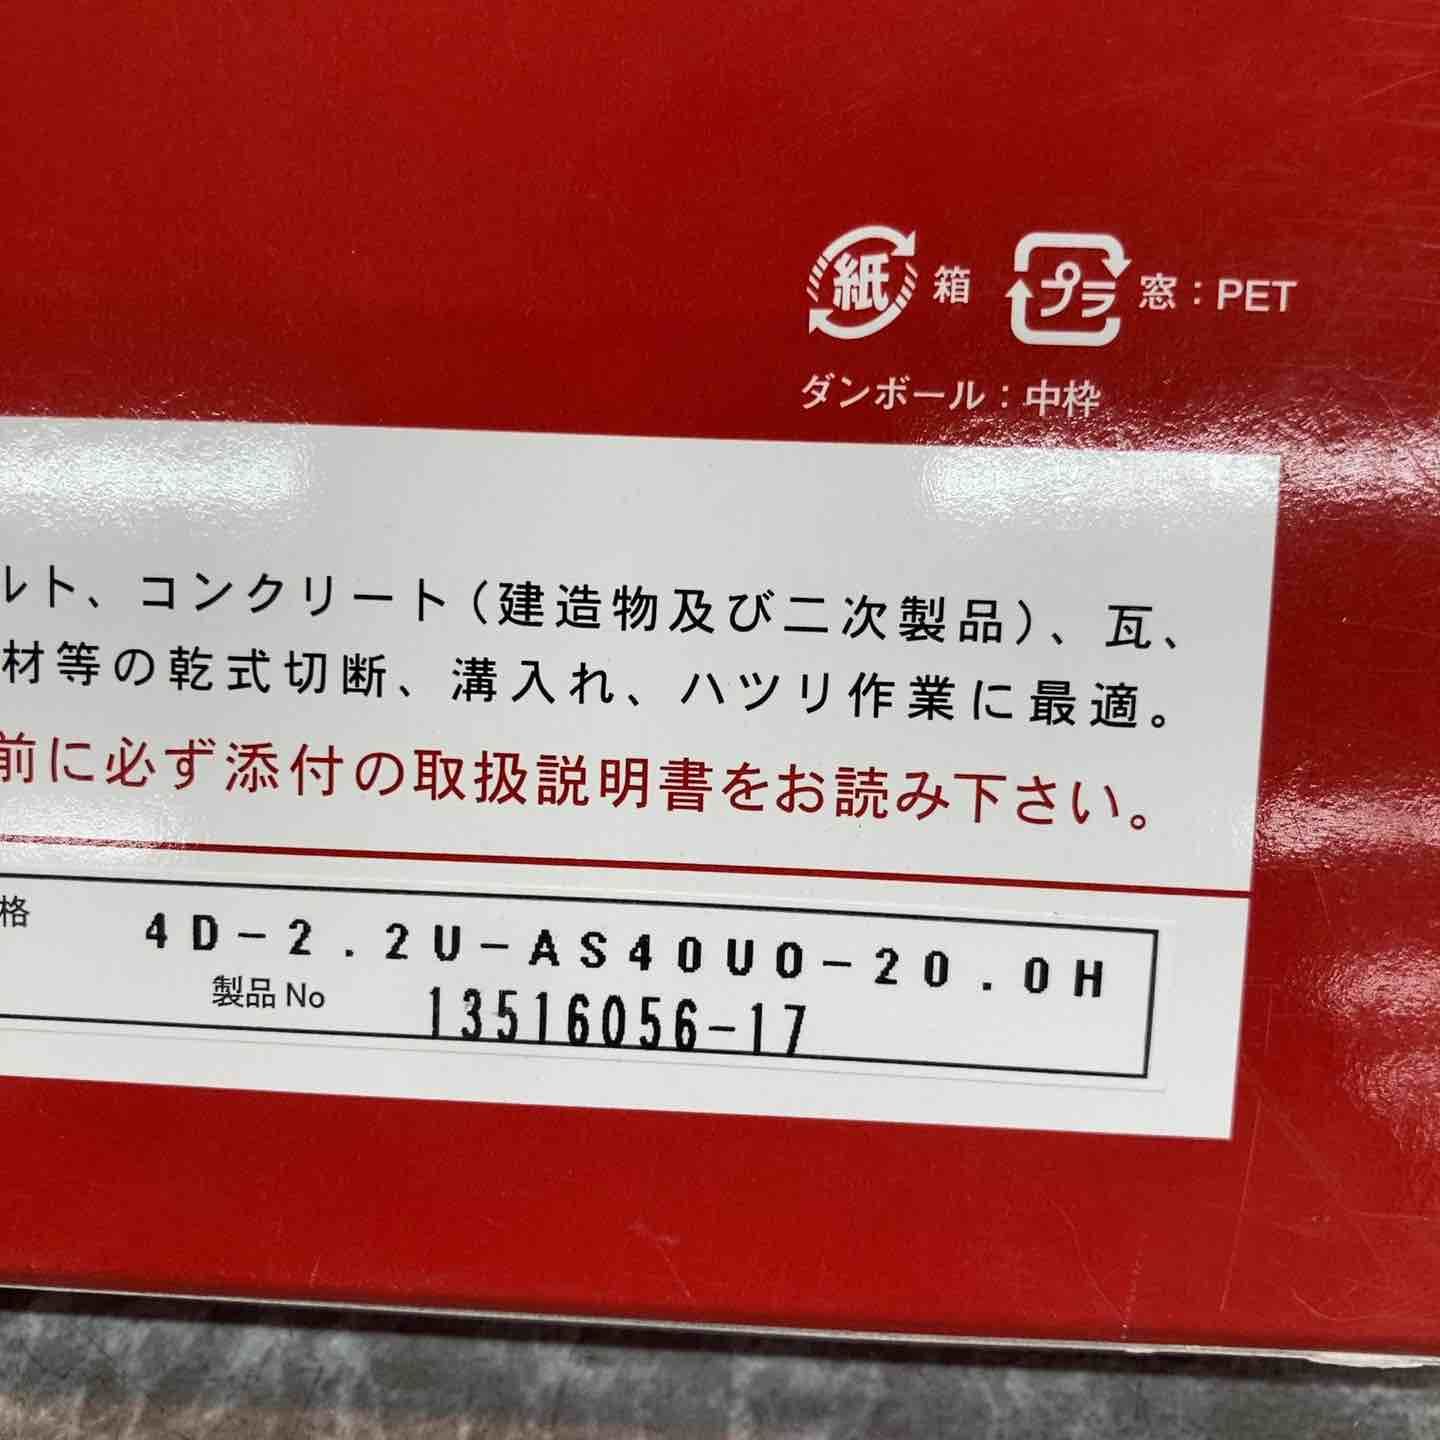 紙 箱 プラ 窓：PET
ダンボール：中枠
ルト、コンクリート(建造物及び二次製品)、瓦、
材等の乾式切断、溝入れ、ハツリ作業に最適。
前に必ず添付の取扱説明書をお読み下さい。
格 4D-2.2U-AS40U0-20.0H
製品No 13516056-17